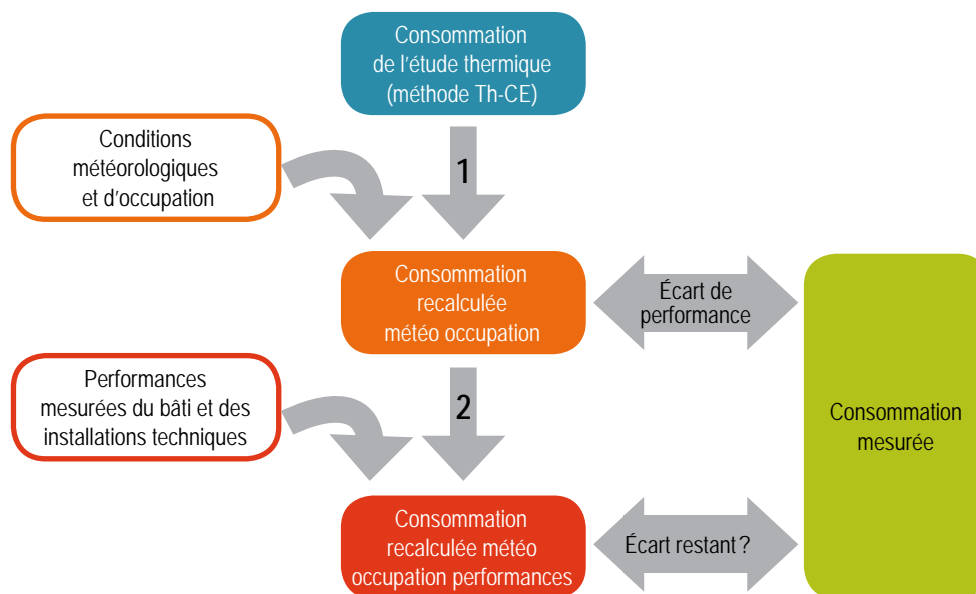 Consommation
de l'étude thermique
(méthode Th-CE)
Conditions
météorologiques
et d'occupation
1
Consommation
recalculée
météo occupation
Écart de
performance
Performances
mesurées du bâti et des
installations techniques
2
Consommation
mesurée
Consommation
recalculée météo
occupation performances
Écart restant ?